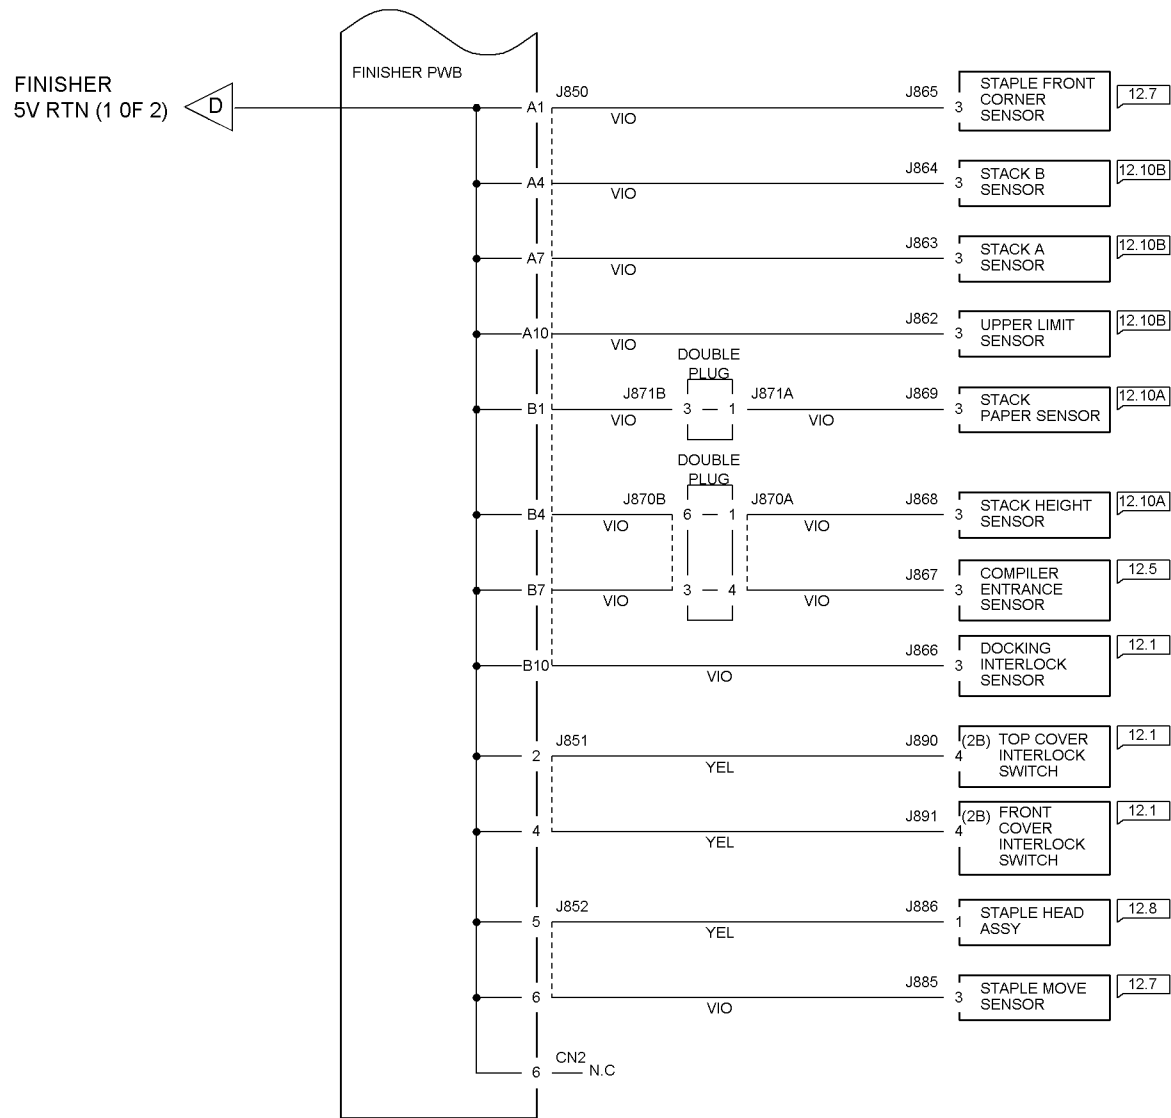 FINISHER PWB
FINISHER
5V RTN (1 0F 2)
D
A1
J850
VIO
J865
3
STAPLE FRONT
CORNER
SENSOR
12.7
A4
VIO
J864
3
STACK B
SENSOR
12.10B
A7
VIO
J863
3
STACK A
SENSOR
12.10B
A10
VIO
J862
3
UPPER LIMIT
SENSOR
12.10B
DOUBLE
PLUG
B1
VIO
J871B
3
1
J871A
VIO
J869
3
STACK
PAPER SENSOR
12.10A
DOUBLE
PLUG
B4
VIO
J870B
6
1
J870A
VIO
J868
3
STACK HEIGHT
SENSOR
12.10A
B7
VIO
3
4
VIO
J867
3
COMPILER
ENTRANCE
SENSOR
12.5
B10
VIO
J866
3
DOCKING
INTERLOCK
SENSOR
12.1
2
J851
YEL
J890
4
(2B) TOP COVER
INTERLOCK
SWITCH
12.1
4
YEL
J891
4
(2B) FRONT
COVER
INTERLOCK
SWITCH
12.1
5
J852
YEL
J886
1
STAPLE HEAD
ASSY
12.8
6
VIO
J885
3
STAPLE MOVE
SENSOR
12.7
6
CN2
N.C